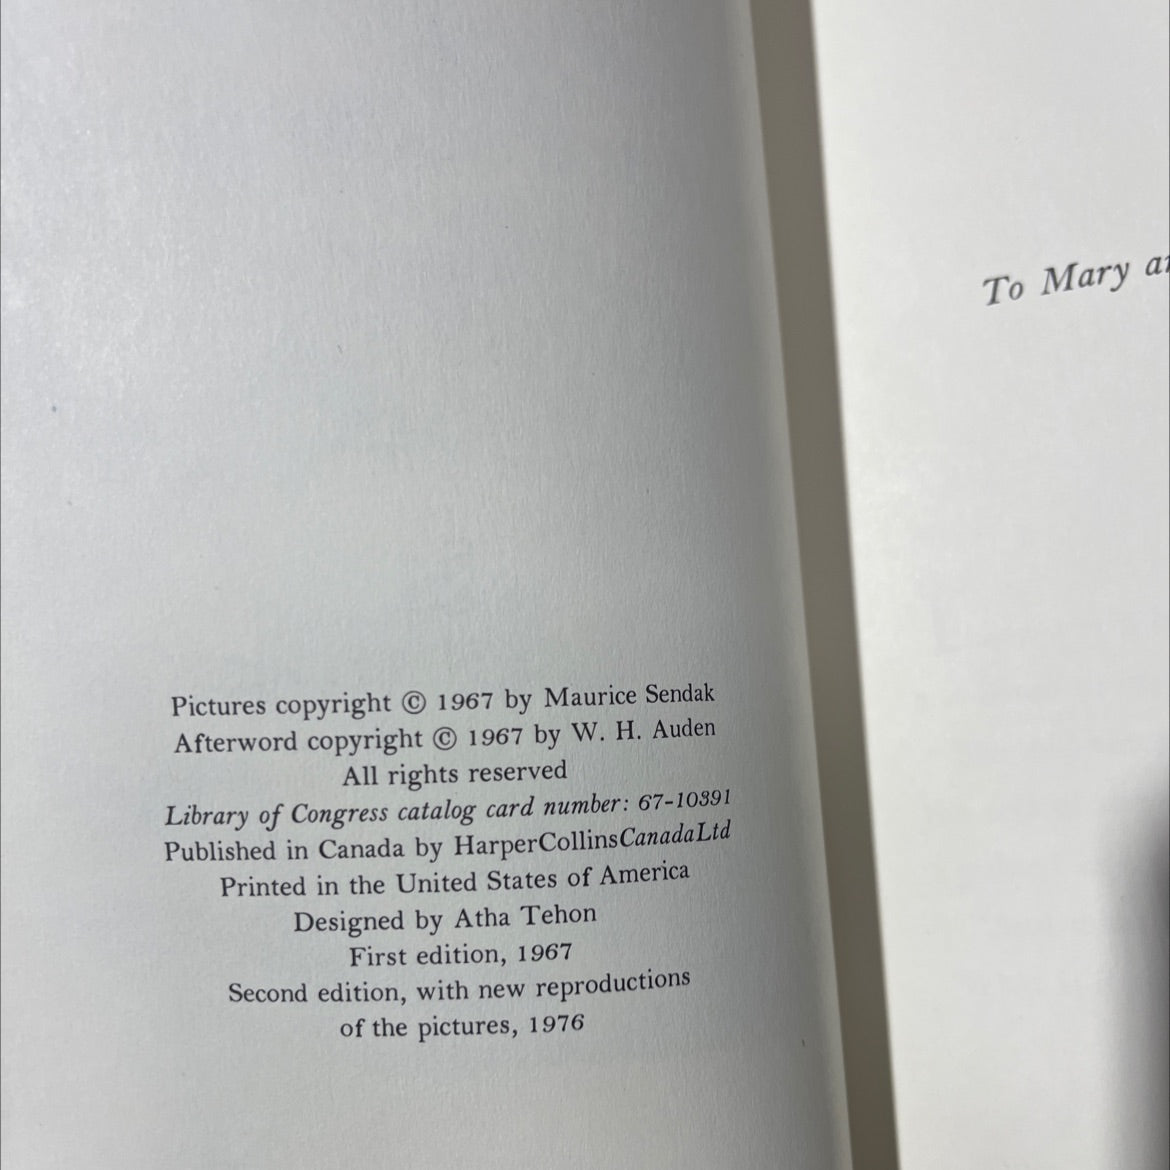 Pictures copyright © 1967 by Maurice Sendak
Afterword copyright © 1967 by W. H. Auden
All rights reserved
Library of Congress catalog card number: 67-10391
Published in Canada by HarperCollinsCanadaLtd
Printed in the United States of America
Designed by Atha Tehon
First edition, 1967
Second edition, with new reproductions
of the pictures, 1976
To Mary